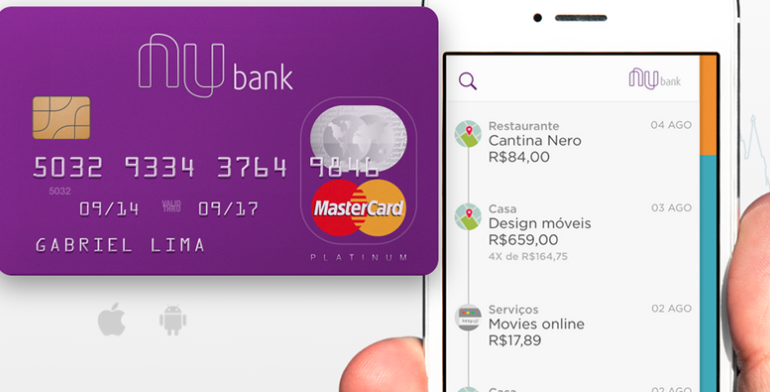 nu bank
5032 9334 3764 9846
5032
09/14 VALID THRU 09/17
GABRIEL LIMA
MasterCard
PLATINUM
nu bank
Restaurante 04 AGO
Cantina Nero
R$84,00
Casa 03 AGO
Design móveis
R$659,00
4X de R$164,75
Serviços 02 AGO
Movies online
R$17,89
Casa 02 AGO